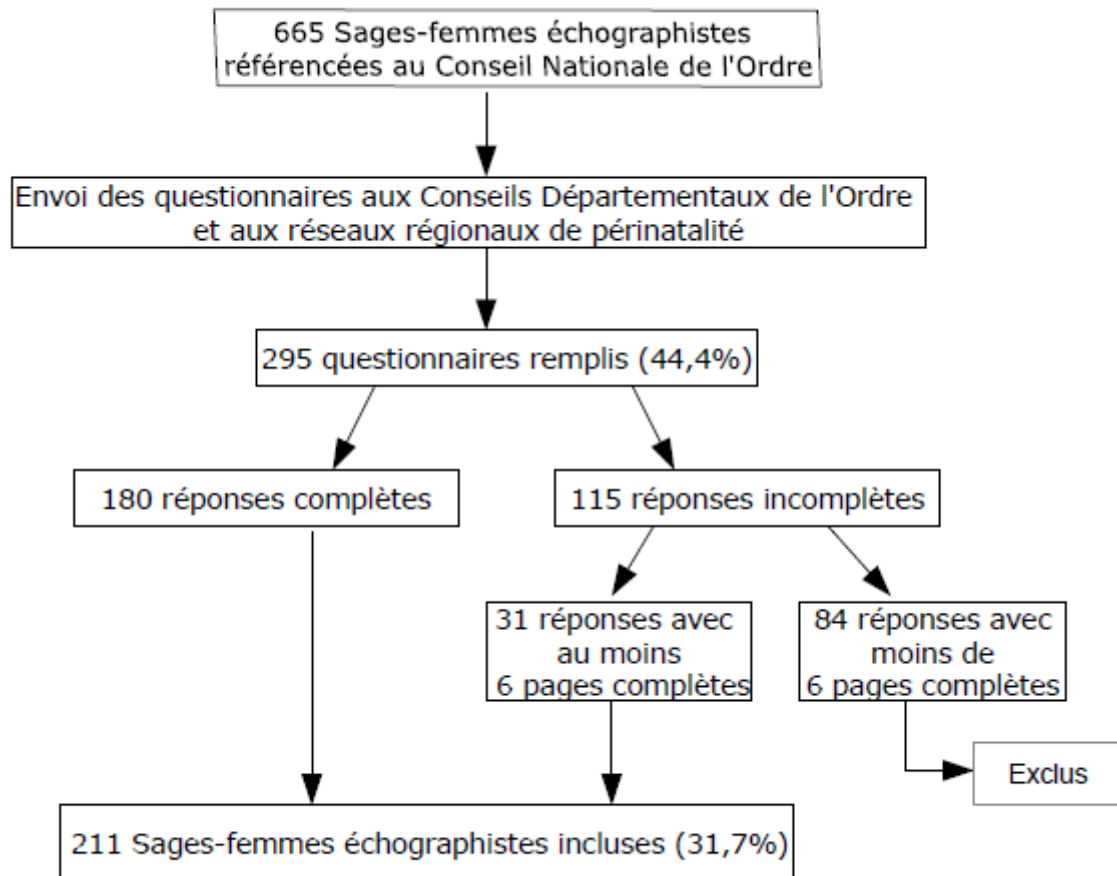 665 Sages-femmes échographistes
référencées au Conseil Nationale de l'Ordre
Envoi des questionnaires aux Conseils Départementaux de l'Ordre
et aux réseaux régionaux de périnatalité
295 questionnaires remplis (44,4%)
180 réponses complètes
115 réponses incomplètes
31 réponses avec
au moins
6 pages complètes
84 réponses avec
moins de
6 pages complètes
Exclus
211 Sages-femmes échographistes incluses (31,7%)